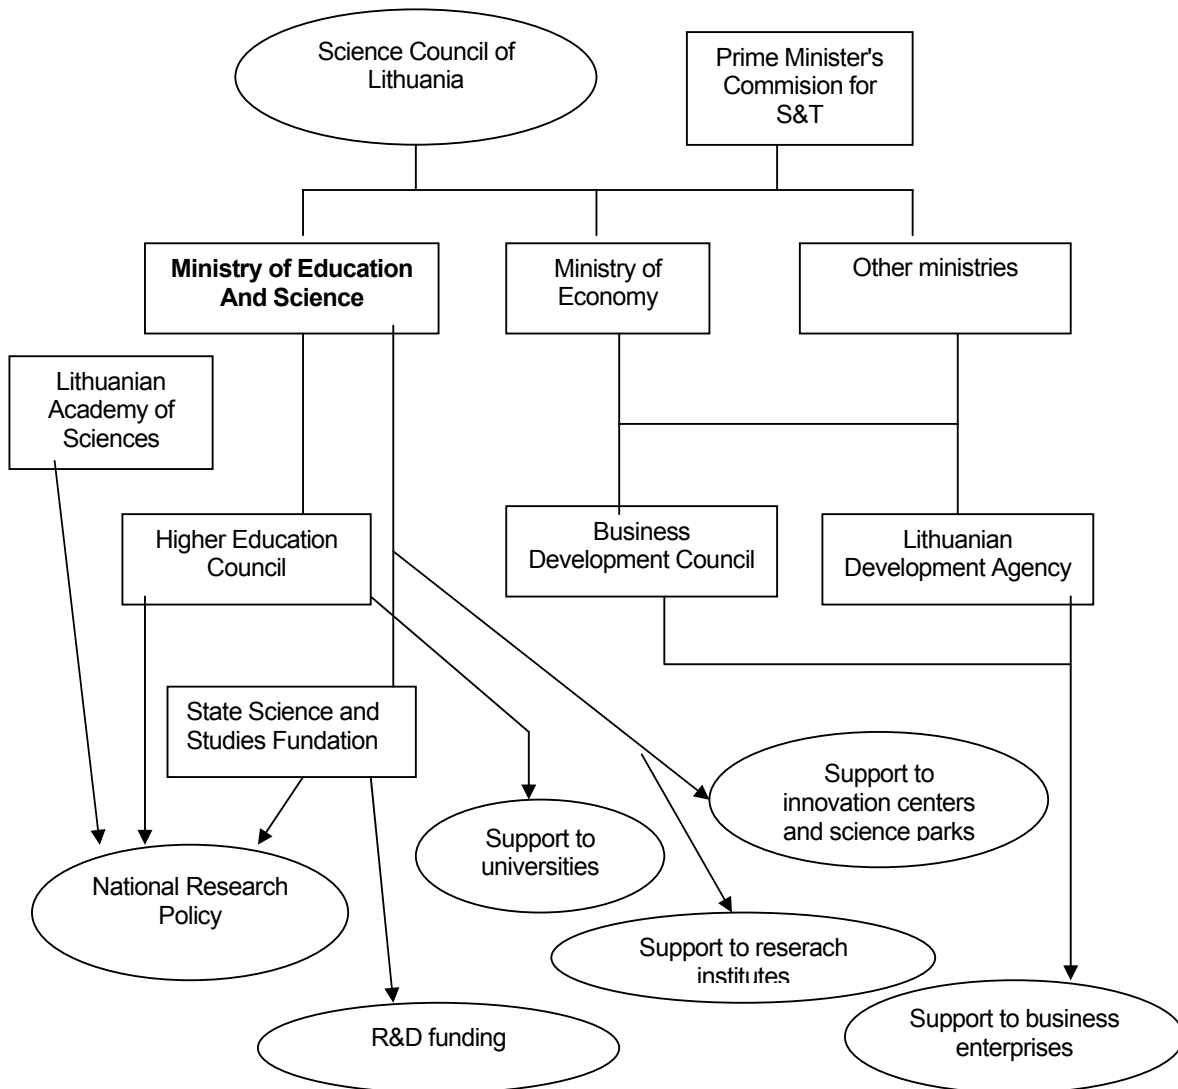 Science Council of
Lithuania
Prime Minister's
Commision for
S&T
Ministry of Education
And Science
Ministry of
Economy
Other ministries
Lithuanian
Academy of
Sciences
Higher Education
Council
Business
Development Council
Lithuanian
Development Agency
State Science and
Studies Fundation
Support to
innovation centers
and science parks
Support to
universities
National Research
Policy
Support to reserach
institutes
Support to business
enterprises
R&D funding